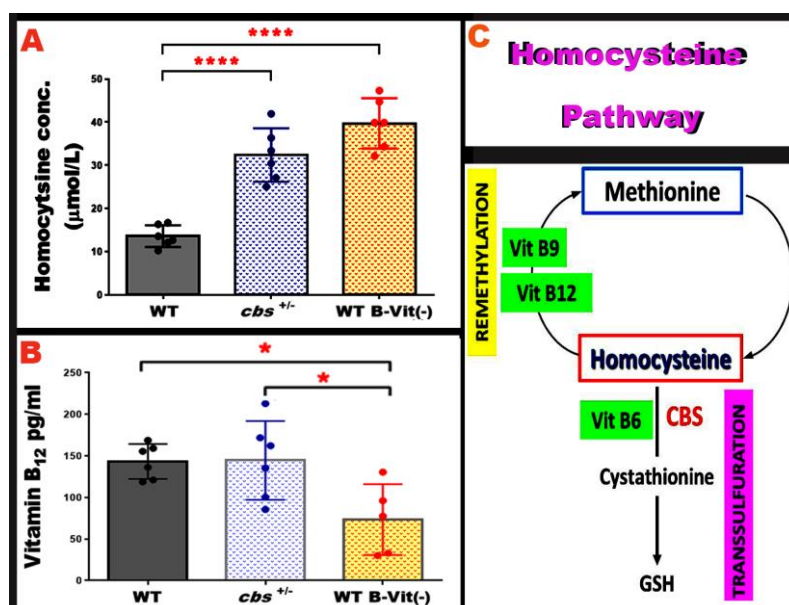 A
****
****
Homocytsine conc.
(μmol/L)
50
40
30
20
10
0
WT
cbs +/-
WT B-Vit(-)
B
*
*
Vitamin B12 pg/ml
250
200
150
100
50
0
WT
cbs +/-
WT B-Vit(-)
C
Homocysteine
Pathway
REMETHYLATION
Methionine
Vit B9
Vit B12
Homocysteine
Vit B6
CBS
Cystathionine
TRANSSULFURATION
GSH